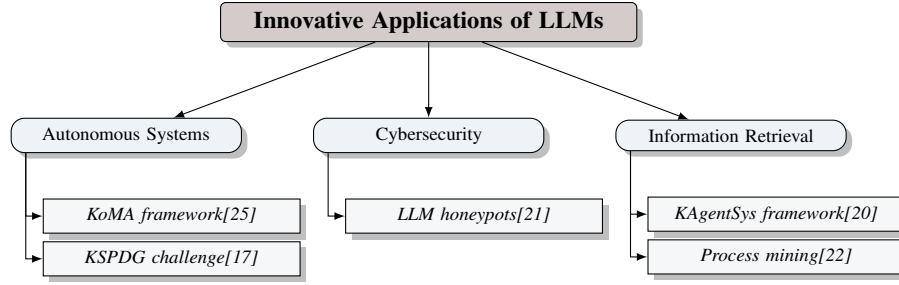 Innovative Applications of LLMs
Autonomous Systems
Cybersecurity
Information Retrieval
KoMA framework[25]
LLM honeypots[21]
KAgentSys framework[20]
KSPDG challenge[17]
Process mining[22]